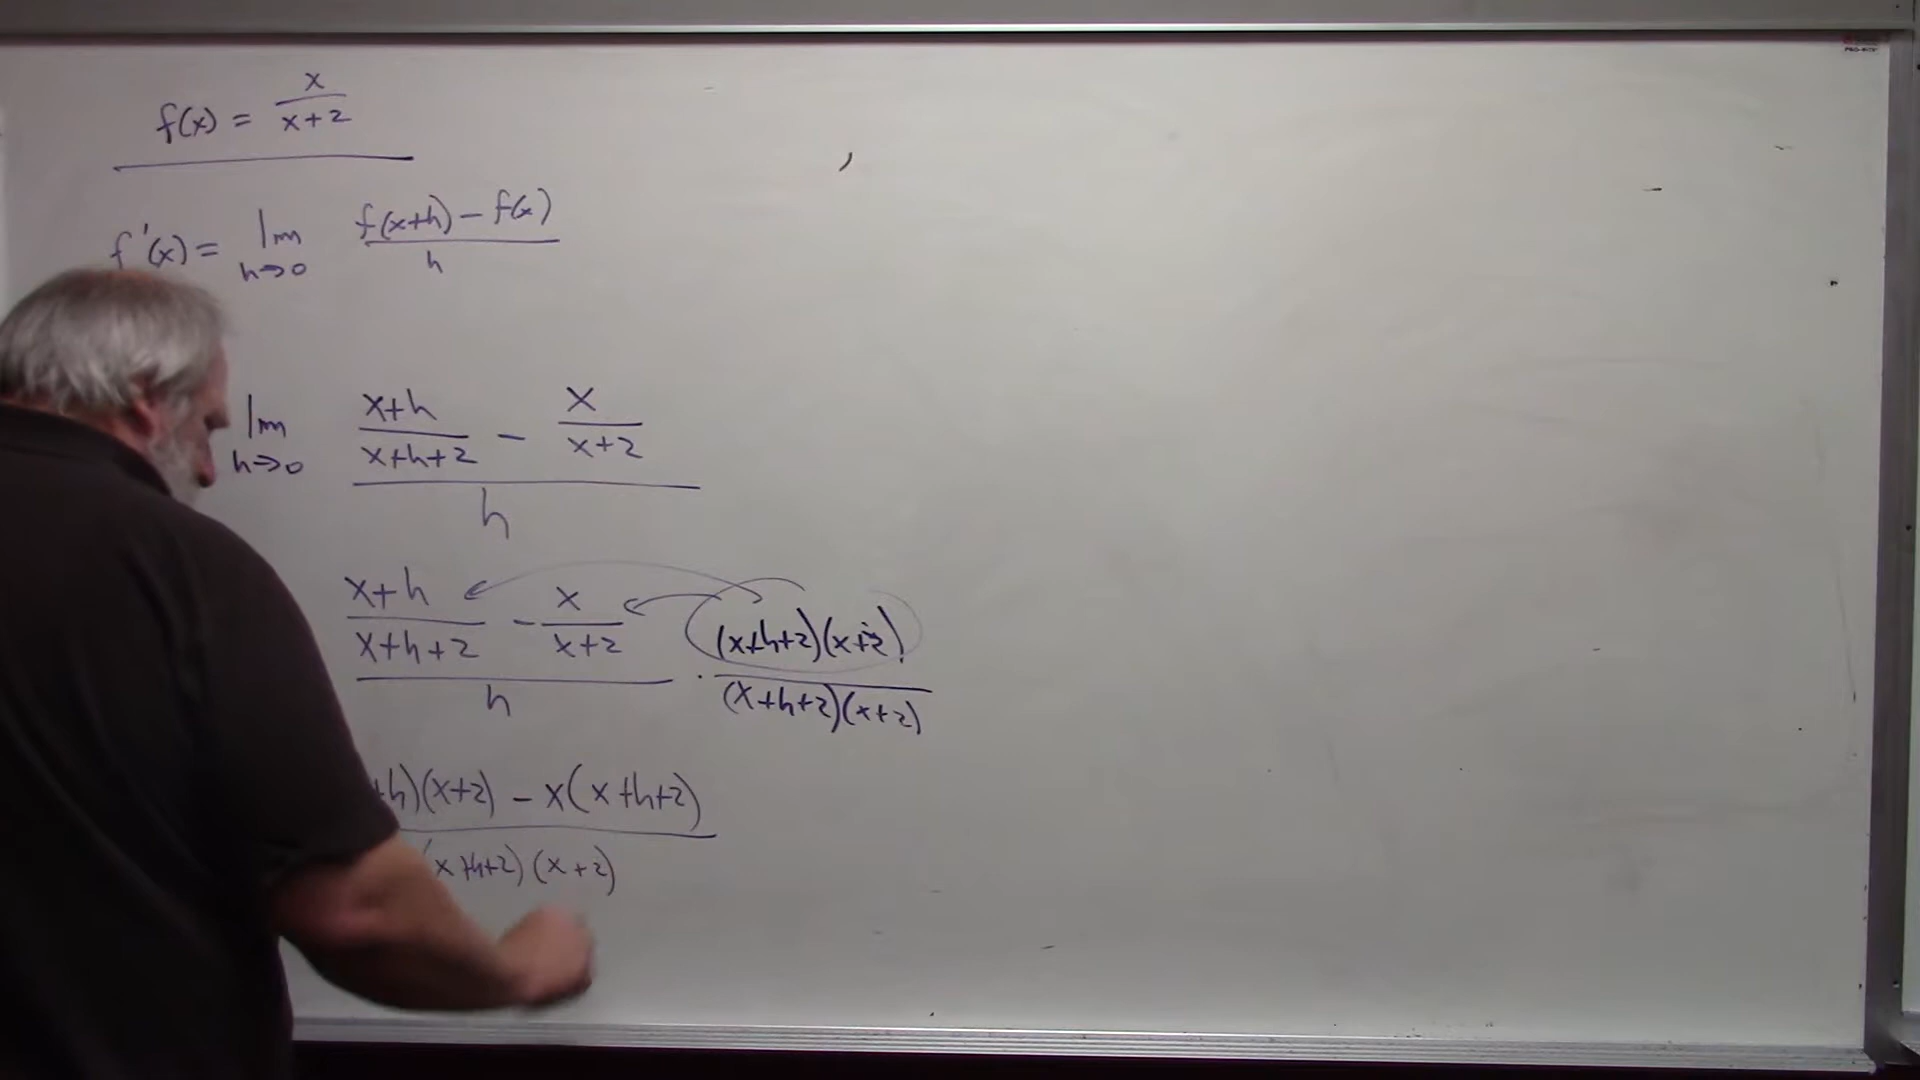 f(x) = x/(x+2)
f'(x) = lim h→0 (f(x+h) - f(x))/h
lim h→0 ((x+h)/(x+h+2) - x/(x+2))/h
((x+h)/(x+h+2) - x/(x+2))/h · ((x+h+2)(x+2))/((x+h+2)(x+2))
+h)(x+2) - x(x+h+2)
(x+h+2)(x+2)